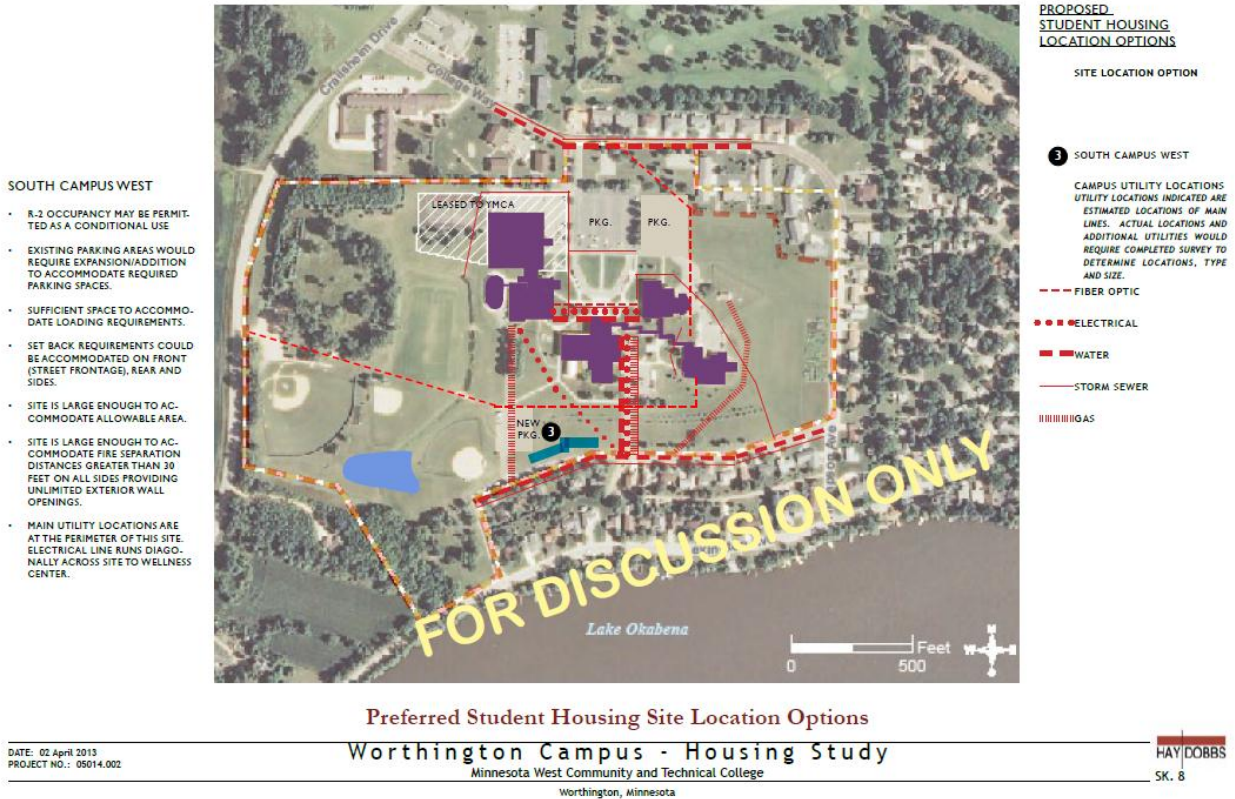 PROPOSED
STUDENT HOUSING
LOCATION OPTIONS
SITE LOCATION OPTION
3 SOUTH CAMPUS WEST
CAMPUS UTILITY LOCATIONS
UTILITY LOCATIONS INDICATED ARE
ESTIMATED LOCATIONS OF MAIN
LINES. ACTUAL LOCATIONS AND
ADDITIONAL UTILITIES WOULD
REQUIRE COMPLETED SURVEY TO
DETERMINE LOCATIONS, TYPE
AND SIZE.
FIBER OPTIC
ELECTRICAL
WATER
STORM SEWER
GAS
SOUTH CAMPUS WEST
• R-2 OCCUPANCY MAY BE PERMIT-
TED AS A CONDITIONAL USE
• EXISTING PARKING AREAS WOULD
REQUIRE EXPANSION/ADDITION
TO ACCOMMODATE REQUIRED
PARKING SPACES.
• SUFFICIENT SPACE TO ACCOMMO-
DATE LOADING REQUIREMENTS.
• SET BACK REQUIREMENTS COULD
BE ACCOMMODATED ON FRONT
(STREET FRONTAGE), REAR AND
SIDES.
• SITE IS LARGE ENOUGH TO AC-
COMMODATE ALLOWABLE AREA.
• SITE IS LARGE ENOUGH TO AC-
COMMODATE FIRE SEPARATION
DISTANCES GREATER THAN 30
FEET ON ALL SIDES PROVIDING
UNLIMITED EXTERIOR WALL
OPENINGS.
• MAIN UTILITY LOCATIONS ARE
AT THE PERIMETER OF THIS SITE.
ELECTRICAL LINE RUNS DIAGO-
NALLY ACROSS SITE TO WELLNESS
CENTER.
Crailsheim Drive
College Way
LEASED TO YMCA
PKG.
PKG.
NEW
PKG.
3
FOR DISCUSSION ONLY
Lake Okabena
Feet
0 500
N
W
S
Preferred Student Housing Site Location Options
DATE: 02 April 2013
PROJECT NO.: 05014.002
Worthington Campus - Housing Study
Minnesota West Community and Technical College
Worthington, Minnesota
HAY DOBBS
SK. 8